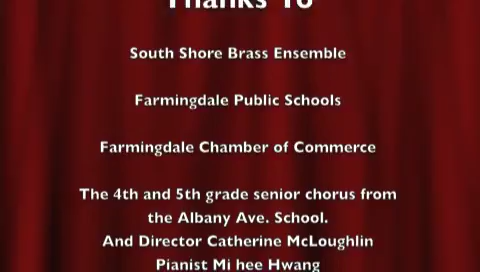 Thanks To
South Shore Brass Ensemble
Farmingdale Public Schools
Farmingdale Chamber of Commerce
The 4th and 5th grade senior chorus from
the Albany Ave. School.
And Director Catherine McLoughlin
Pianist Mi hee Hwang